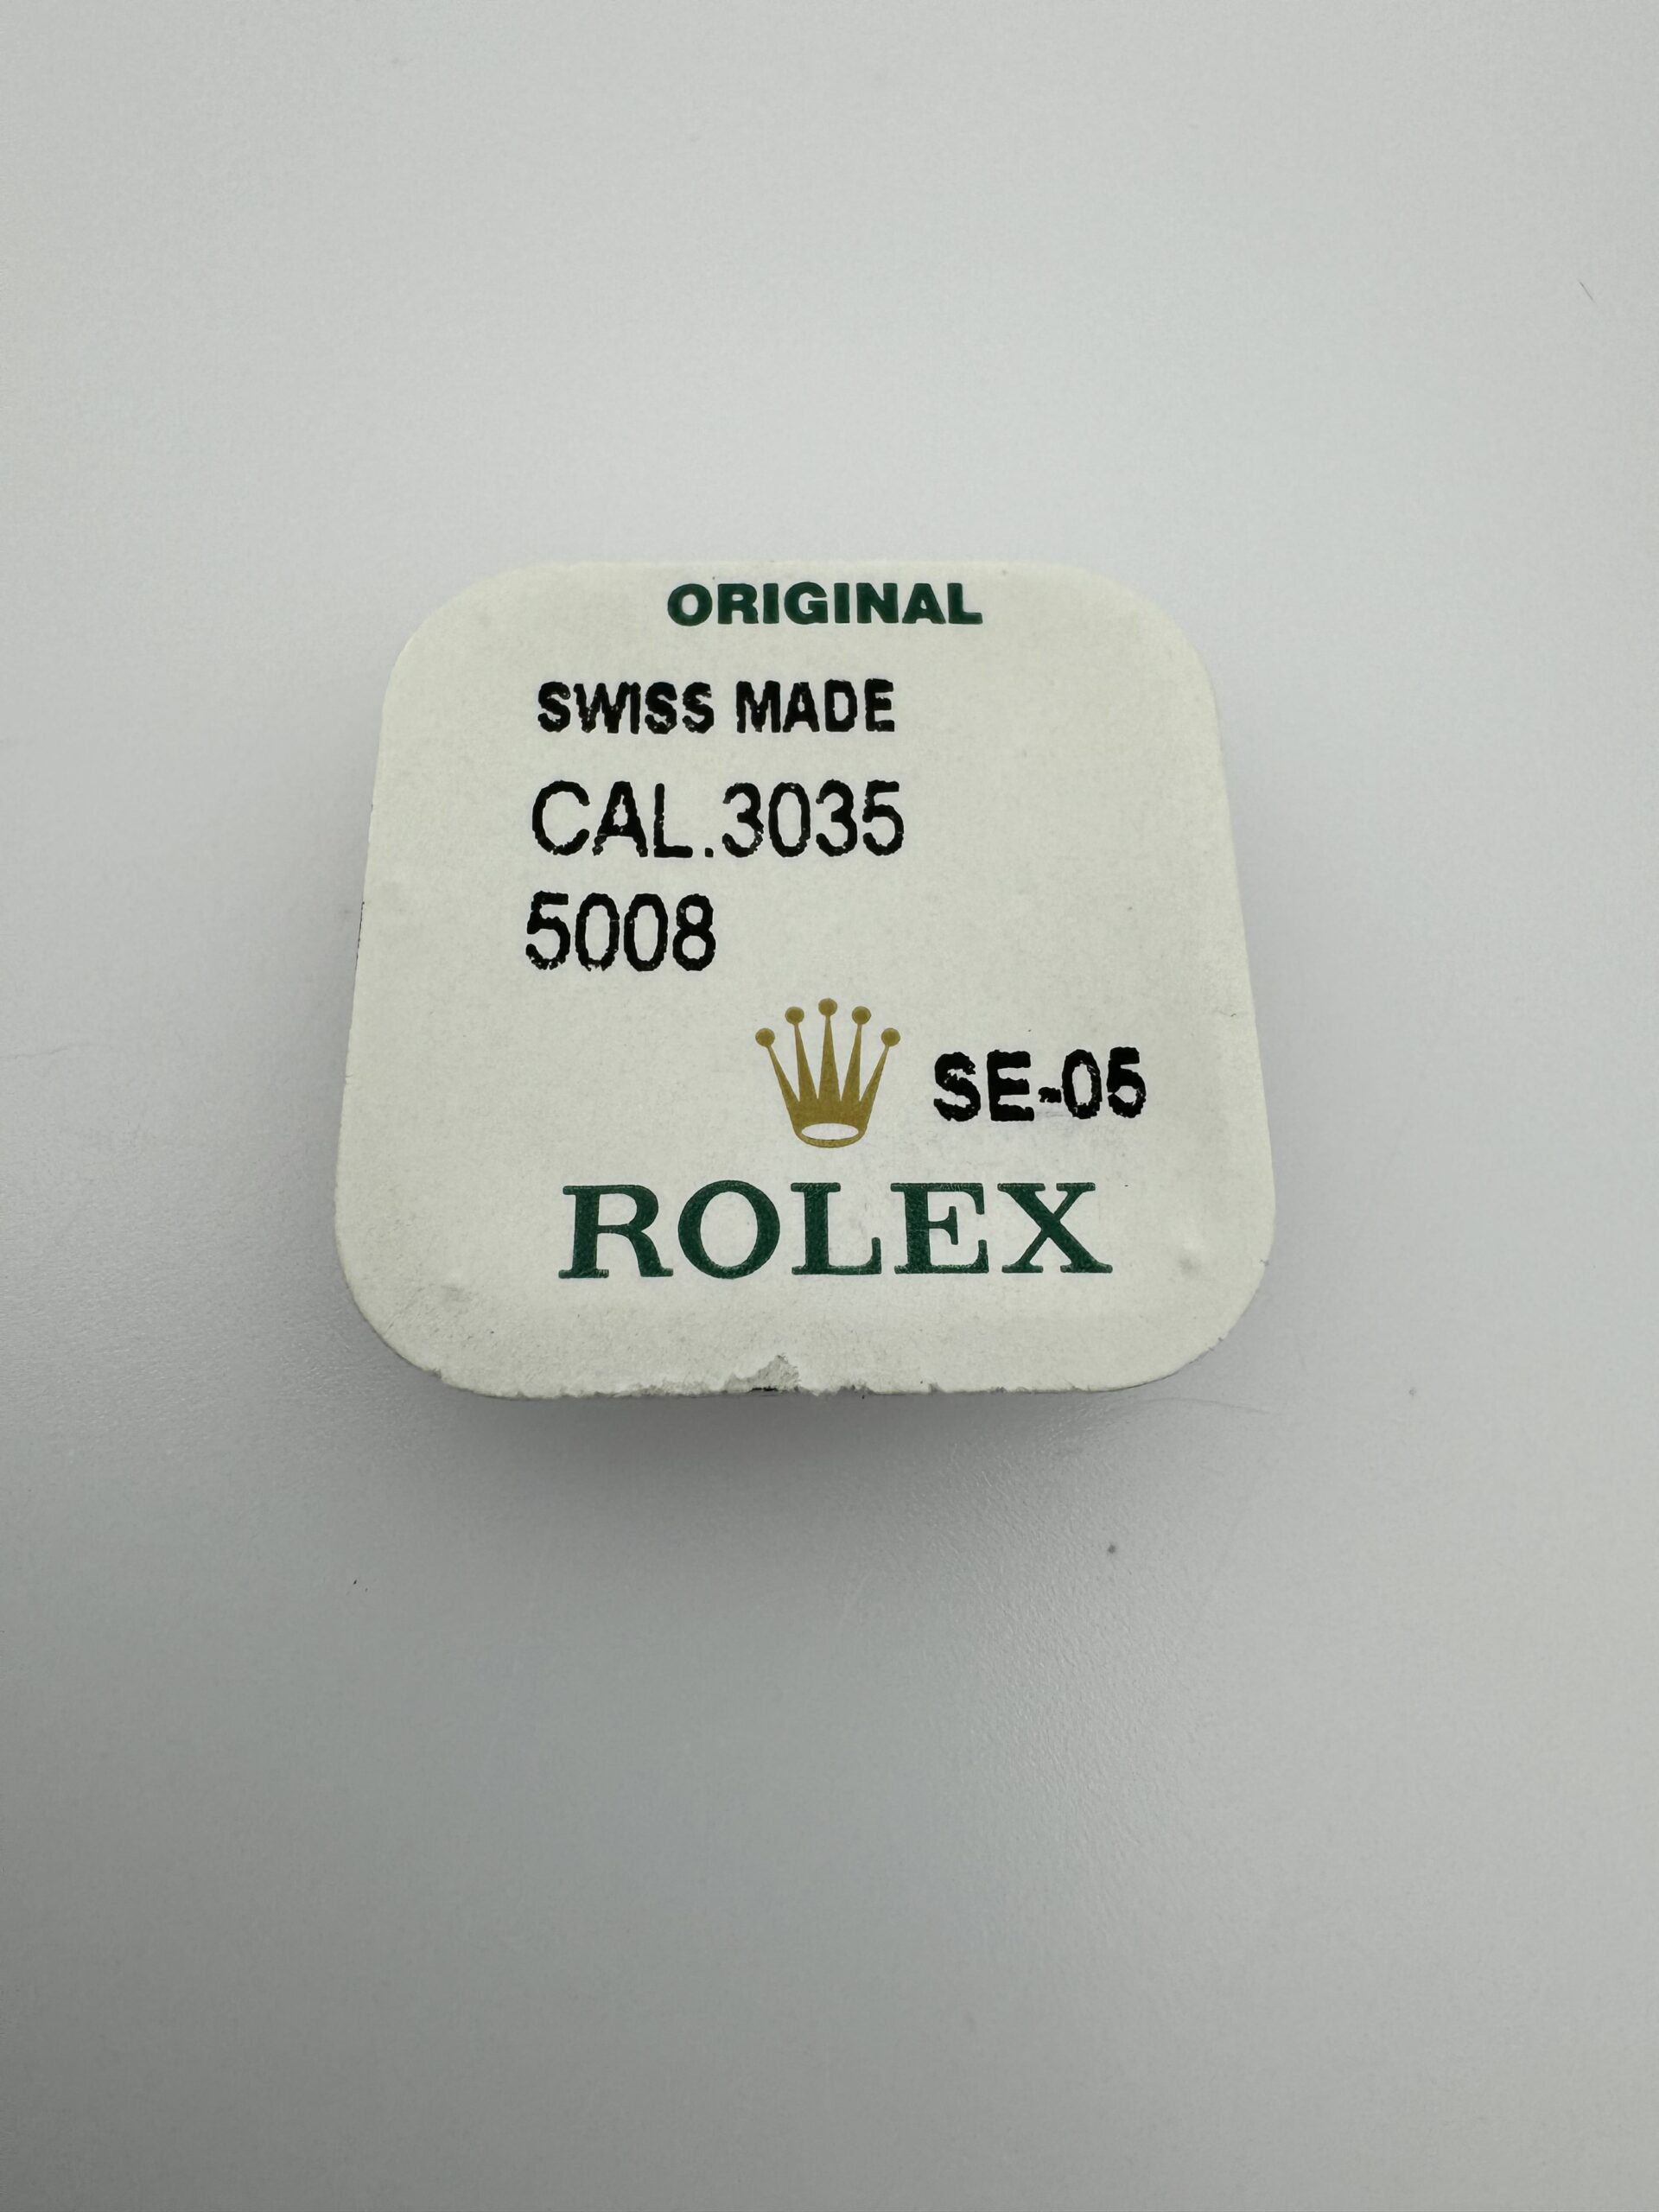 ORIGINAL
SWISS MADE
CAL.3035
5008
SE-05
ROLEX